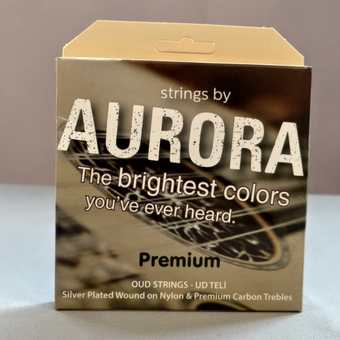 strings by
AURORA
The brightest colors
you've ever heard.
Premium
OUD STRINGS - UD TELİ
Silver Plated Wound on Nylon & Premium Carbon Trebles